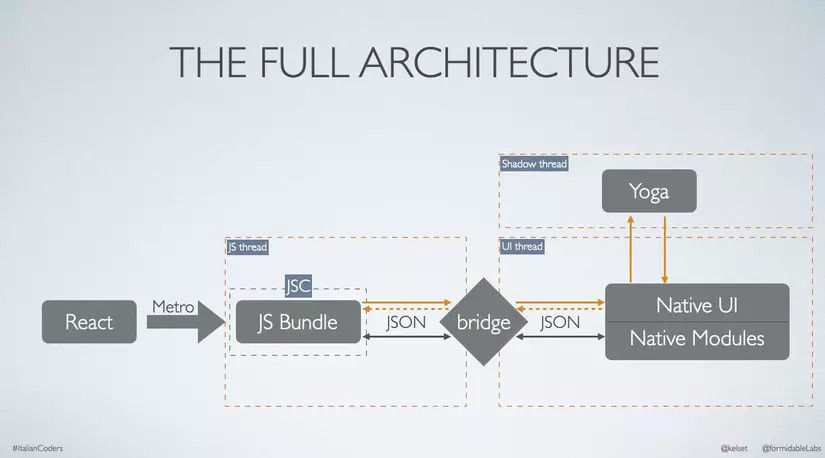 THE FULL ARCHITECTURE
Shadow thread
Yoga
JS thread
UI thread
JSC
React
Metro
JS Bundle
JSON
bridge
JSON
Native UI
Native Modules
#ItalianCoders
@kelset
@formidableLabs